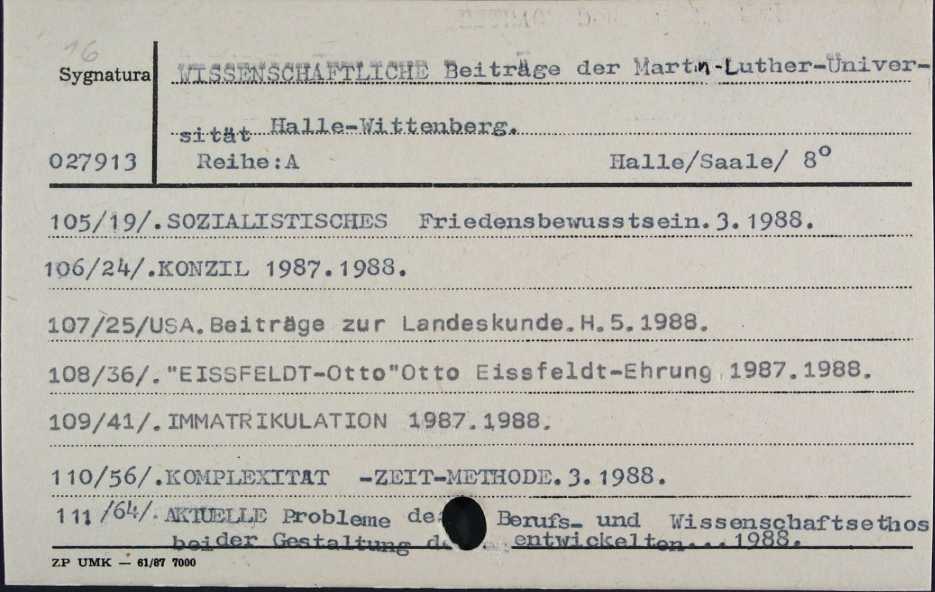 16
Sygnatura WISSENSCHAFTLICHE Beiträge der Martin-Luther-Univer-
sität Halle-Wittenberg.
027913 Reihe:A Halle/Saale/ 8°
105/19/.SOZIALISTISCHES Friedensbewusstsein.3.1988.
106/24/.KONZIL 1987.1988.
107/25/USA.Beiträge zur Landeskunde.H.5.1988.
108/36/."EISSFELDT-Otto"Otto Eissfeldt-Ehrung 1987.1988.
109/41/.IMMATRIKULATION 1987.1988.
110/56/.KOMPLEXITAT -ZEIT-METHODE.3.1988.
111/64/.AKTUELLE Probleme de Berufs- und Wissenschaftsethos
beider Gestaltung entwickelten...1988.
ZP UMK — 61/87 7000